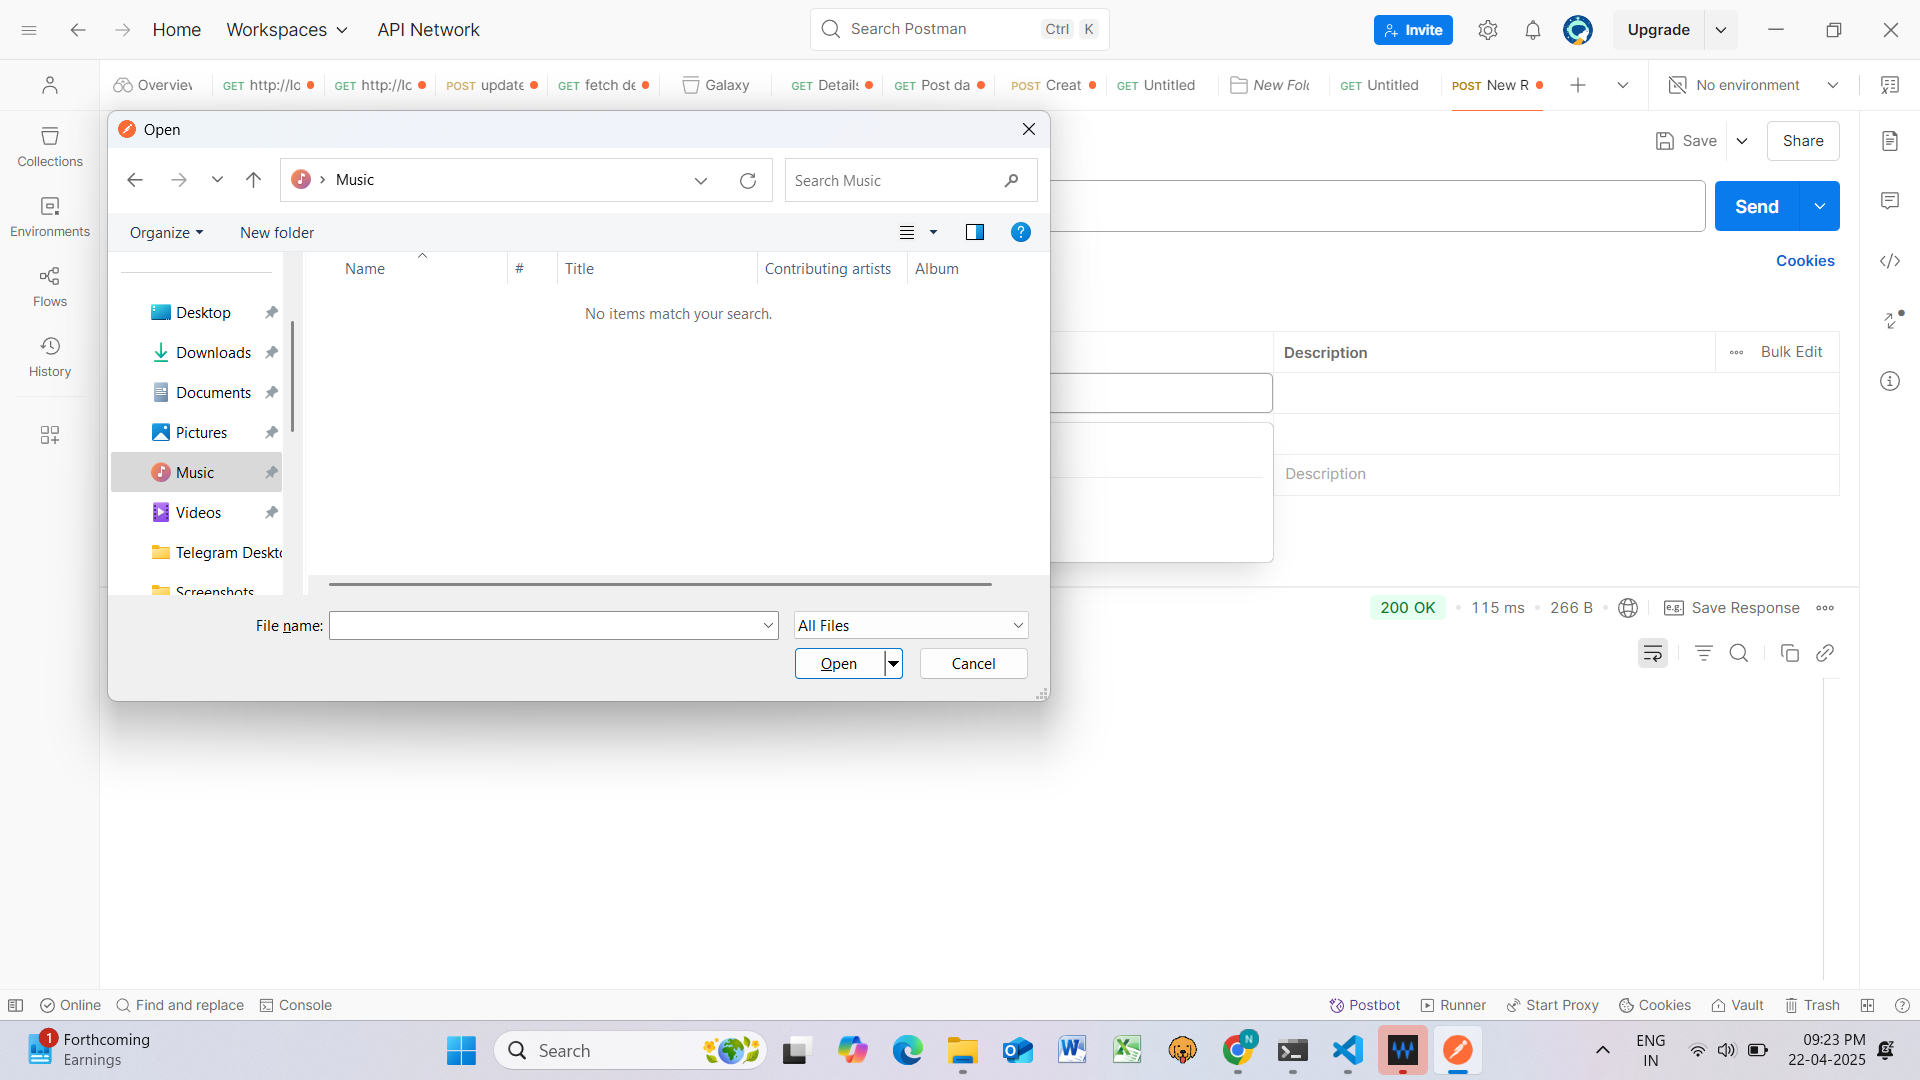 Home Workspaces API Network Search Postman Ctrl K Invite Upgrade
Overview GET http://lo GET http://lc POST update GET fetch de Galaxy GET Details GET Post da POST Creat GET Untitled New Folc GET Untitled POST New R No environment
Collections
Environments
Flows
History
Open
Music Search Music
Organize New folder
Name # Title Contributing artists Album
No items match your search.
Desktop
Downloads
Documents
Pictures
Music
Videos
Telegram Deskto
Screenshots
File name: All Files
Open Cancel
Save Share
Send
Cookies
Description Bulk Edit
Description
200 OK 115 ms 266 B e.g. Save Response
Online Find and replace Console Postbot Runner Start Proxy Cookies Vault Trash
1 Forthcoming
Earnings
Search
ENG
IN
09:23 PM
22-04-2025